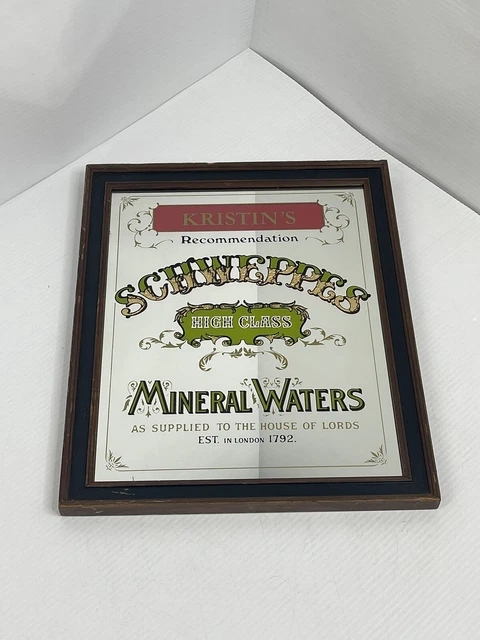 KRISTIN'S
Recommendation
SCHWEPPES
HIGH CLASS
MINERAL WATERS
AS SUPPLIED TO THE HOUSE OF LORDS
EST. IN LONDON 1792.